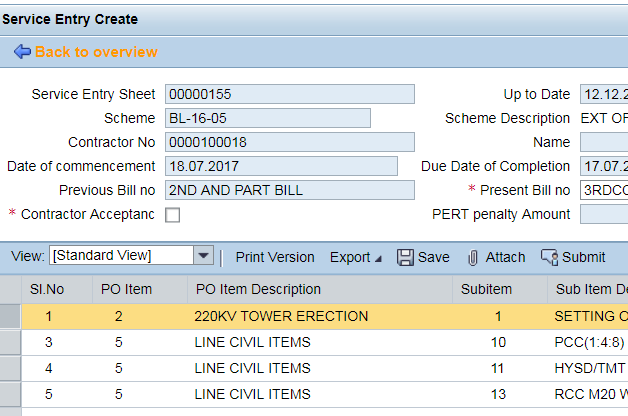 Service Entry Create
Back to overview
Service Entry Sheet 00000155 Up to Date 12.12.2
Scheme BL-16-05 Scheme Description EXT OF
Contractor No 0000100018 Name
Date of commencement 18.07.2017 Due Date of Completion 17.07.2
Previous Bill no 2ND AND PART BILL * Present Bill no 3RDCC
* Contractor Acceptanc PERT penalty Amount
View: [Standard View] Print Version Export Save Attach Submit
Sl.No PO Item PO Item Description Subitem Sub Item De
1 2 220KV TOWER ERECTION 1 SETTING O
3 5 LINE CIVIL ITEMS 10 PCC(1:4:8)
4 5 LINE CIVIL ITEMS 11 HYSD/TMT
5 5 LINE CIVIL ITEMS 13 RCC M20 W